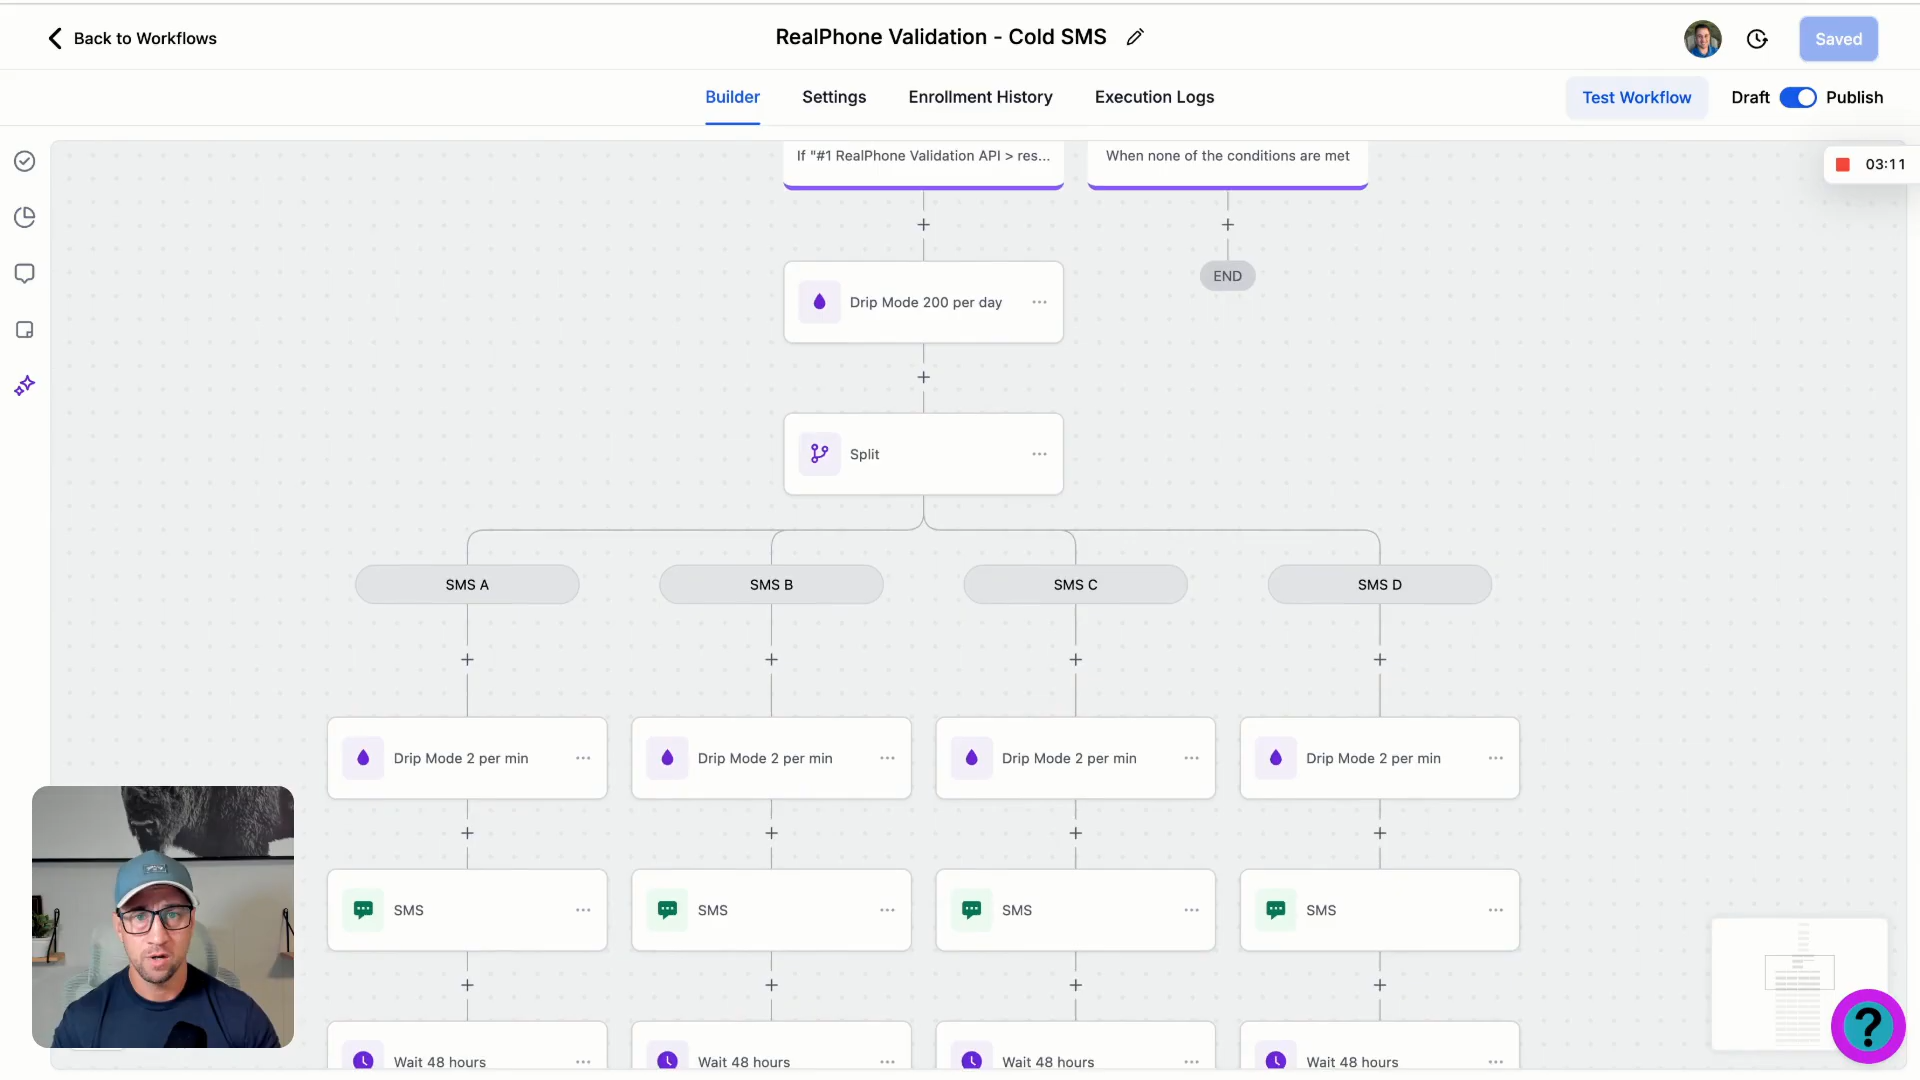 Back to Workflows
RealPhone Validation - Cold SMS
Saved
Builder
Settings
Enrollment History
Execution Logs
Test Workflow
Draft
Publish
03:11
If "#1 RealPhone Validation API > res...
When none of the conditions are met
END
Drip Mode 200 per day
Split
SMS A
SMS B
SMS C
SMS D
Drip Mode 2 per min
Drip Mode 2 per min
Drip Mode 2 per min
Drip Mode 2 per min
SMS
SMS
SMS
SMS
Wait 48 hours
Wait 48 hours
Wait 48 hours
Wait 48 hours
?